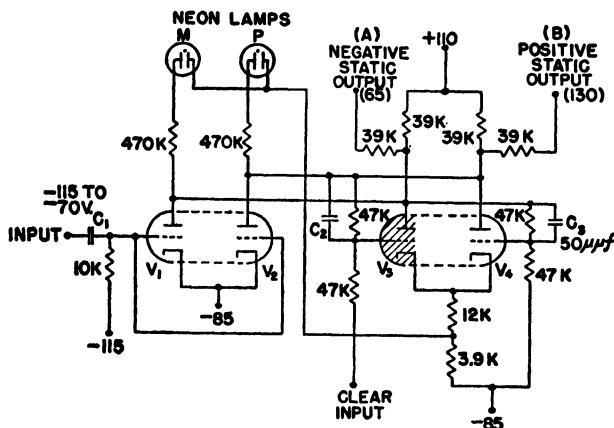 NEON LAMPS
M P
(A)
NEGATIVE
STATIC
OUTPUT
(65)
+110
(B)
POSITIVE
STATIC
OUTPUT
(130)
39K
39K
39K
39K
470K
470K
-115 TO
-70V.
C1
INPUT
10K
V1
V2
-85
-115
C2
47K
47K
V3
V4
47K
C3
50μμf
47K
12K
3.9K
CLEAR
INPUT
-85